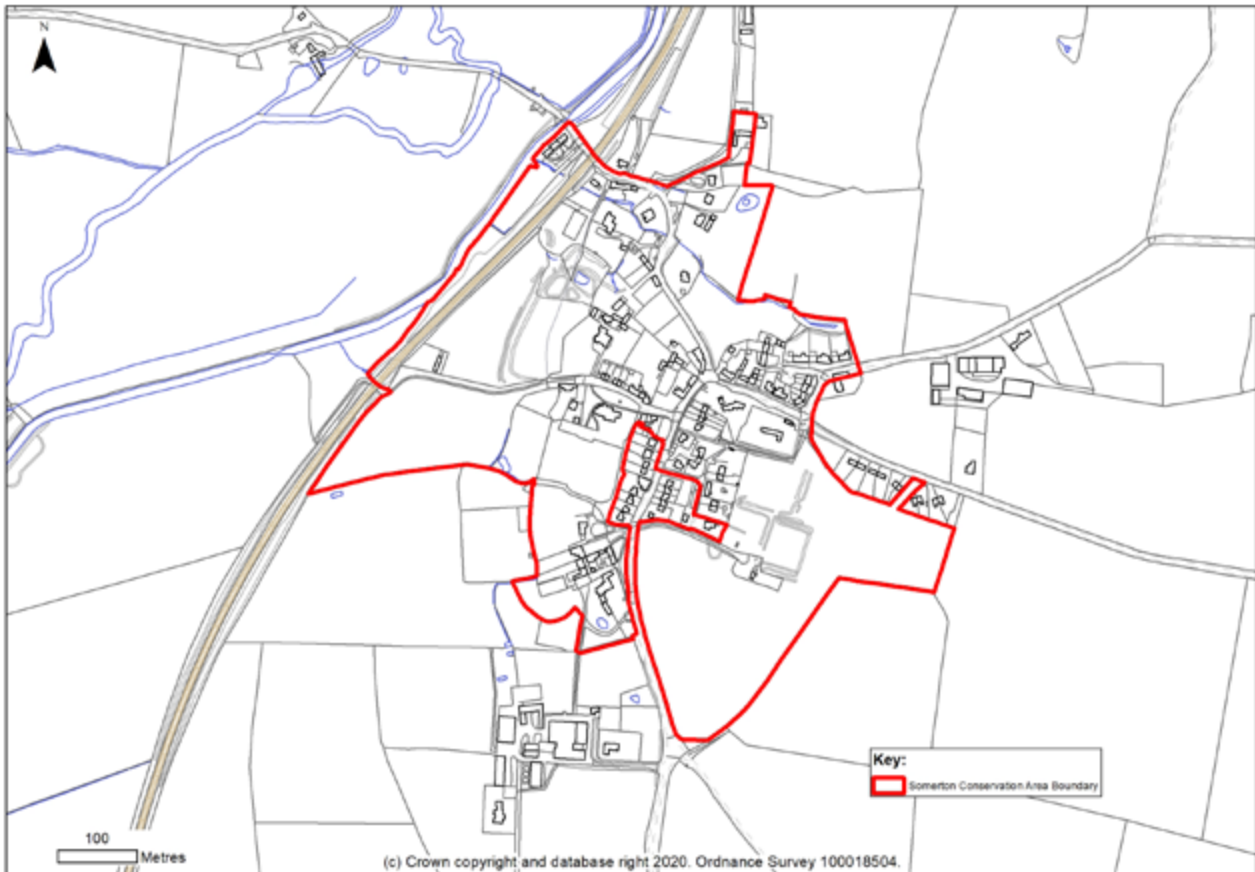 N
Key:
Somerton Conservation Area Boundary
100
Metres
(c) Crown copyright and database right 2020. Ordnance Survey 100018504.